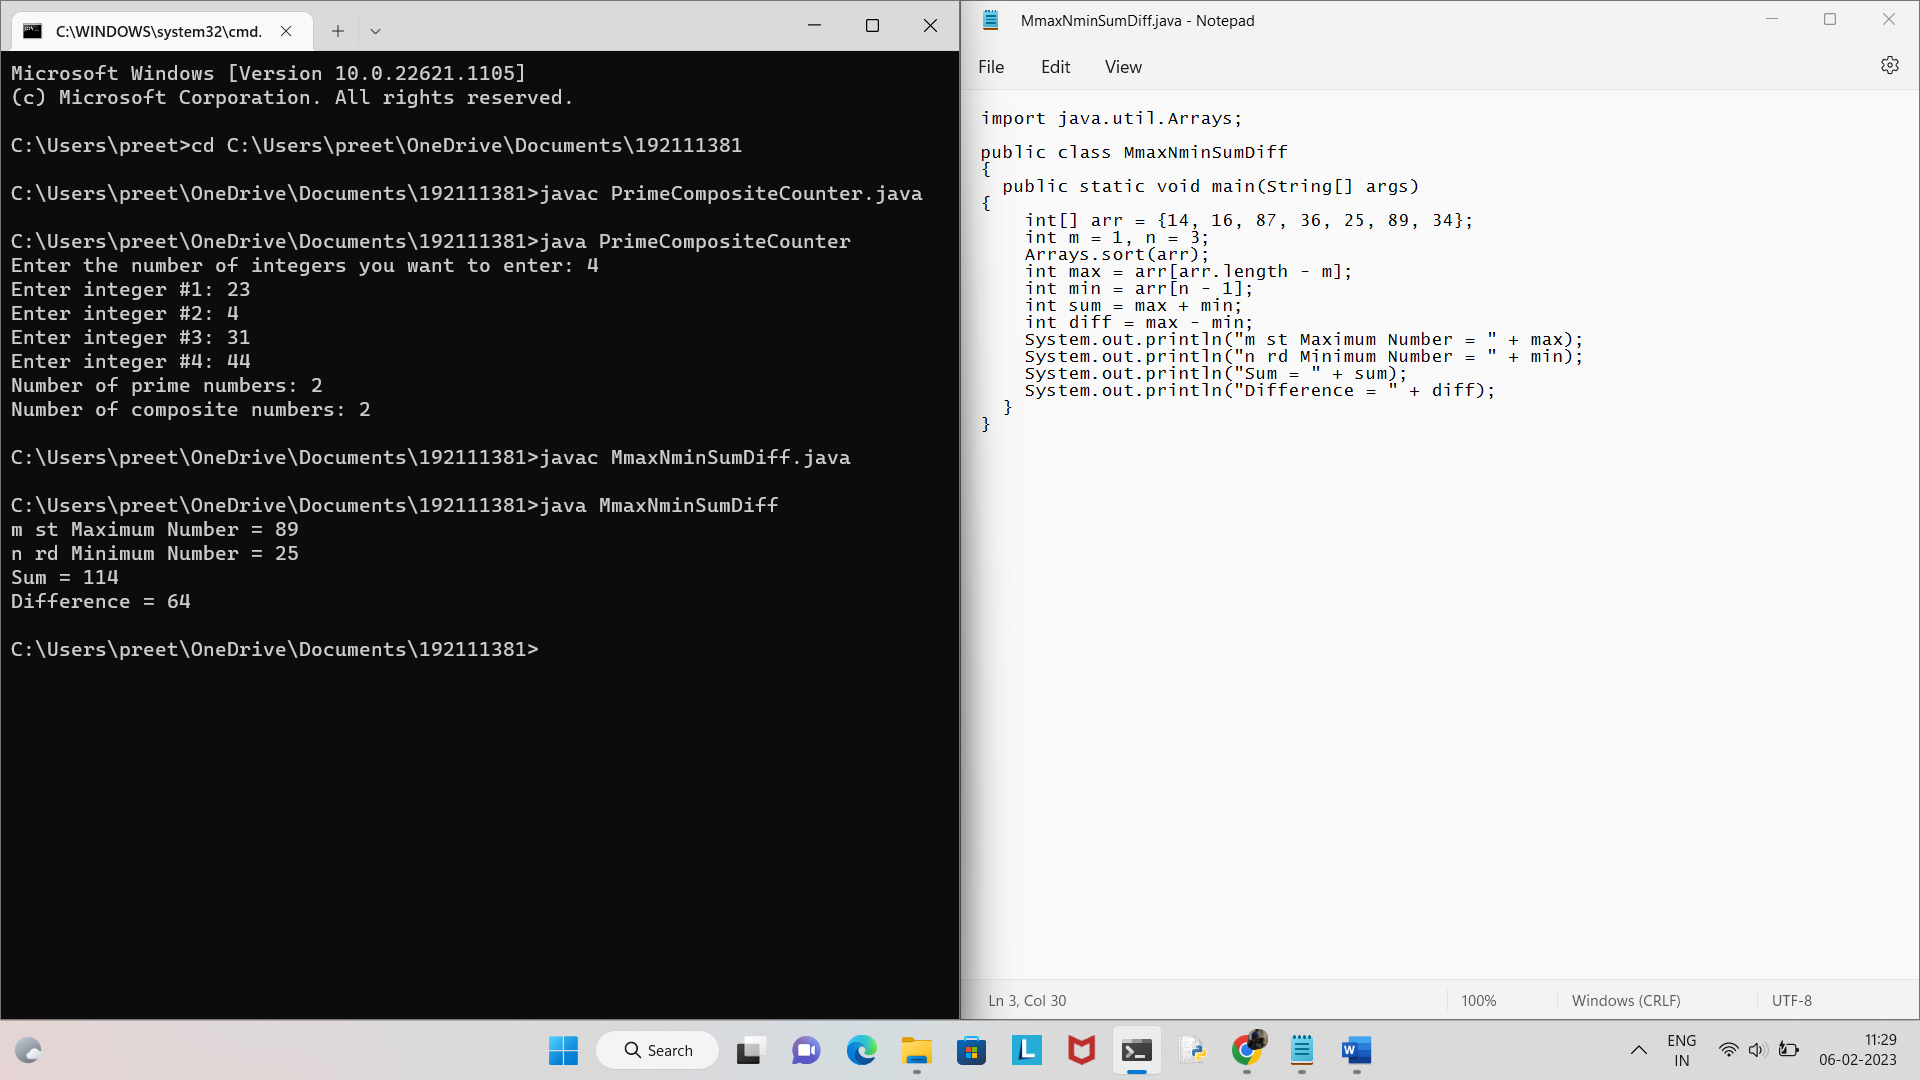 C:\WINDOWS\system32\cmd.
Microsoft Windows [Version 10.0.22621.1105]
(c) Microsoft Corporation. All rights reserved.
C:\Users\preet>cd C:\Users\preet\OneDrive\Documents\192111381
C:\Users\preet\OneDrive\Documents\192111381>javac PrimeCompositeCounter.java
C:\Users\preet\OneDrive\Documents\192111381>java PrimeCompositeCounter
Enter the number of integers you want to enter: 4
Enter integer #1: 23
Enter integer #2: 4
Enter integer #3: 31
Enter integer #4: 44
Number of prime numbers: 2
Number of composite numbers: 2
C:\Users\preet\OneDrive\Documents\192111381>javac MmaxNminSumDiff.java
C:\Users\preet\OneDrive\Documents\192111381>java MmaxNminSumDiff
m st Maximum Number = 89
n rd Minimum Number = 25
Sum = 114
Difference = 64
C:\Users\preet\OneDrive\Documents\192111381>
MmaxNminSumDiff.java - Notepad
File Edit View
import java.util.Arrays;
public class MmaxNminSumDiff
{
public static void main(String[] args)
{
int[] arr = {14, 16, 87, 36, 25, 89, 34};
int m = 1, n = 3;
Arrays.sort(arr);
int max = arr[arr.length - m];
int min = arr[n - 1];
int sum = max + min;
int diff = max - min;
System.out.println("m st Maximum Number = " + max);
System.out.println("n rd Minimum Number = " + min);
System.out.println("Sum = " + sum);
System.out.println("Difference = " + diff);
}
}
Ln 3, Col 30 100% Windows (CRLF) UTF-8
Search
L
W
ENG
IN
11:29
06-02-2023